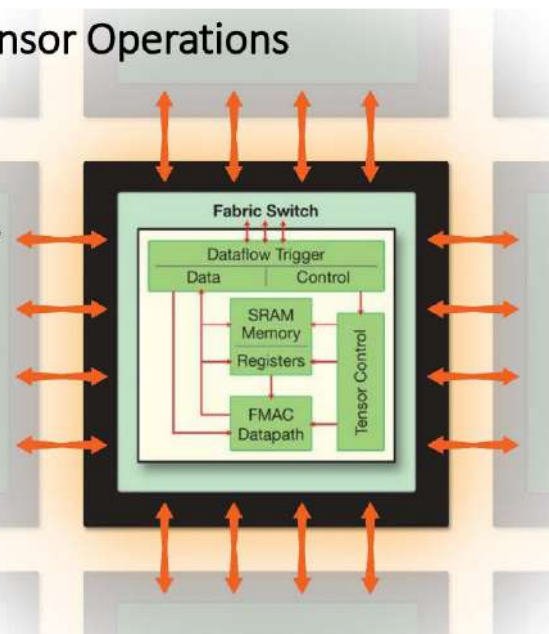 nsor Operations
Fabric Switch
Dataflow Trigger
Data Control
SRAM
Memory
Registers
Tensor Control
FMAC
Datapath